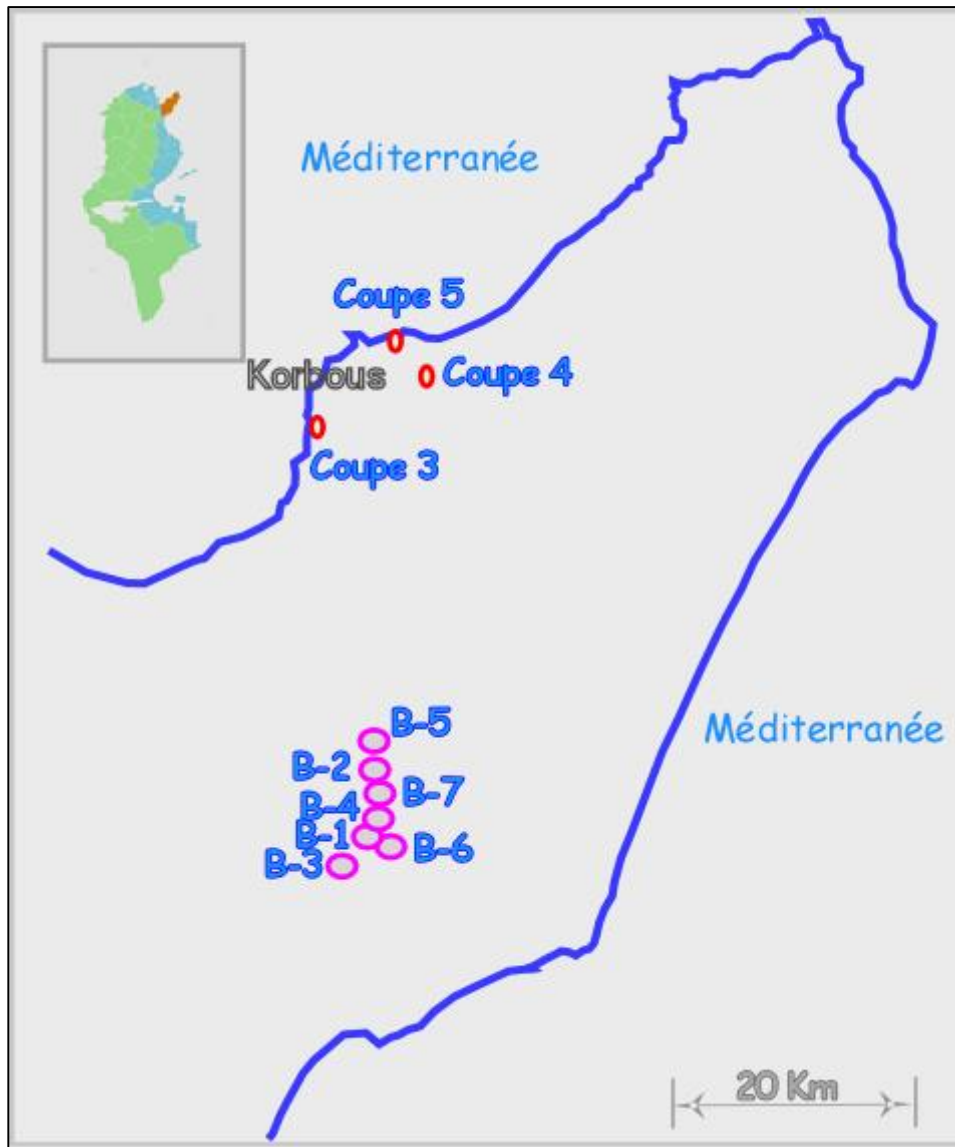 Méditerranée
Coupe 5
Korbous
Coupe 4
Coupe 3
B-5
Méditerranée
B-2
B-7
B-4
B-1
B-6
B-3
20 Km